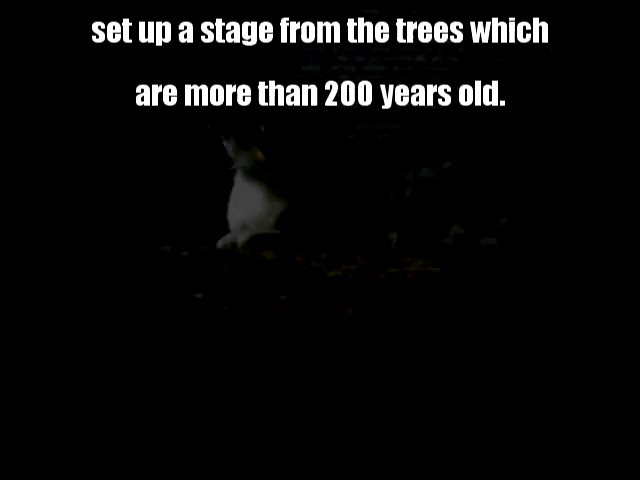 set up a stage from the trees which
are more than 200 years old.